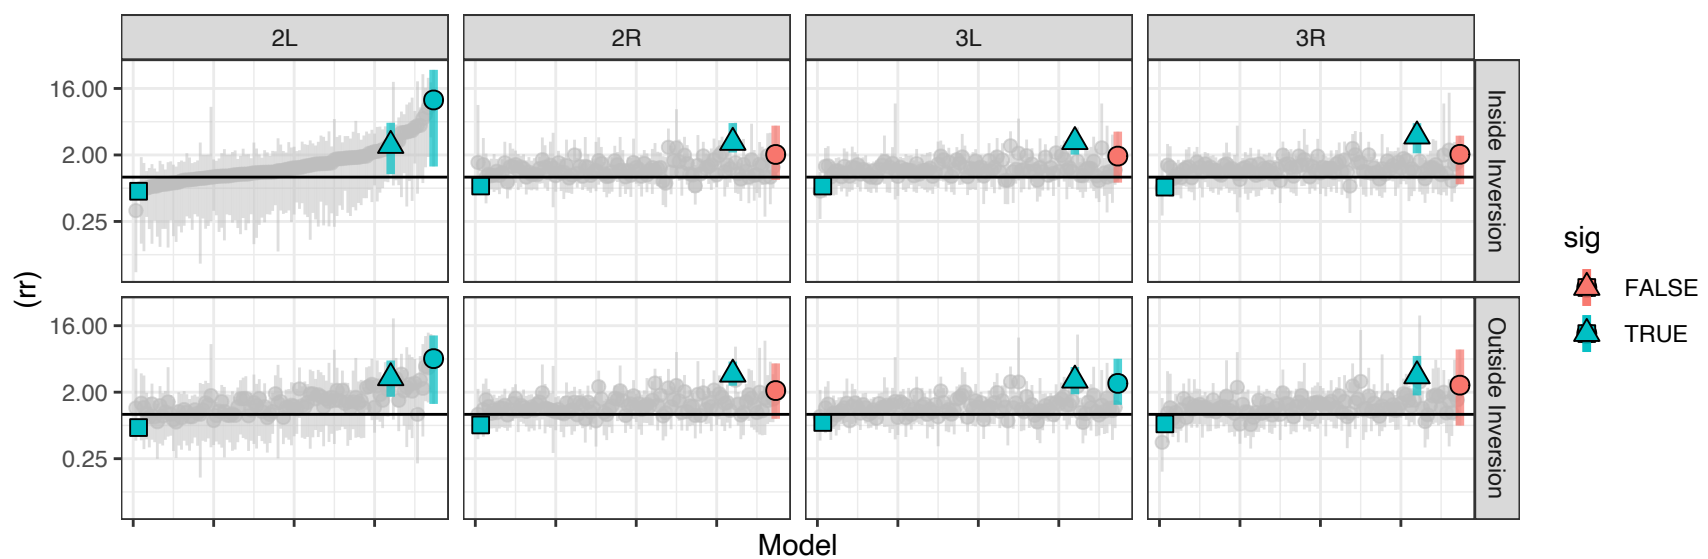 2L
2R
3L
3R
16.00
2.00
0.25
Inside Inversion
(rr)
16.00
2.00
0.25
Outside Inversion
Model
sig
FALSE
TRUE